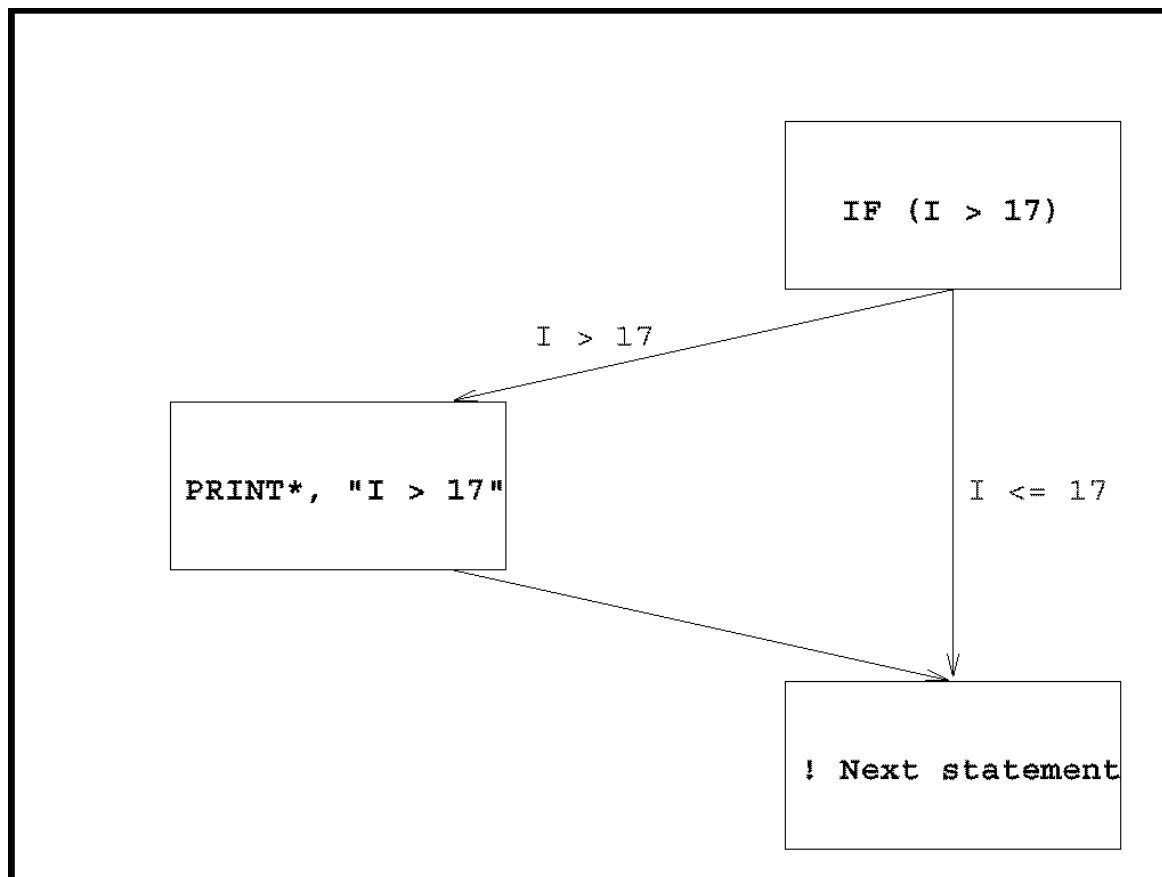 IF (I > 17)
I > 17
PRINT*, "I > 17"
I <= 17
! Next statement